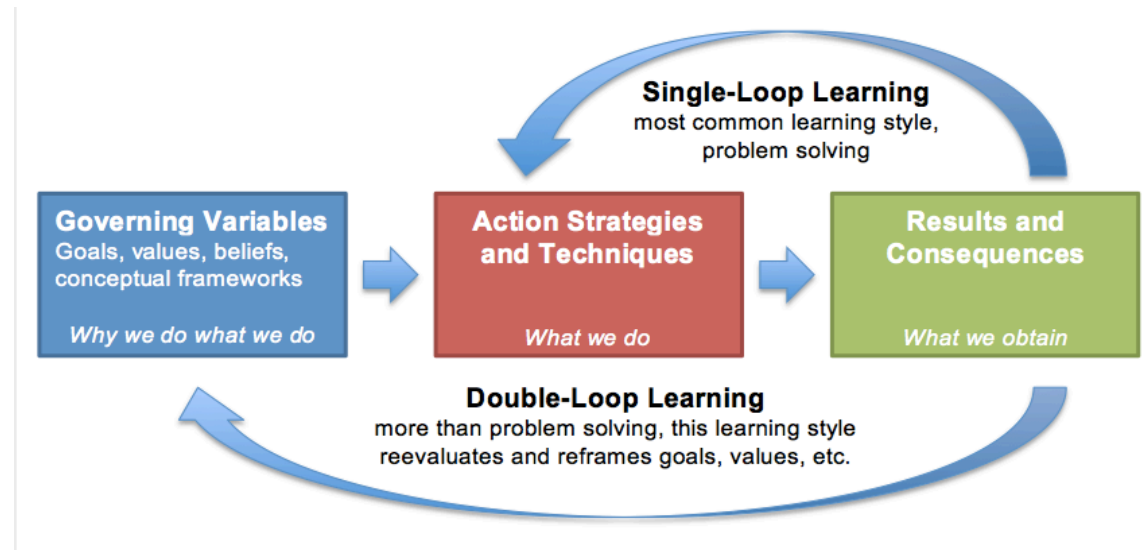 Single-Loop Learning
most common learning style,
problem solving
Governing Variables
Goals, values, beliefs,
conceptual frameworks
Why we do what we do
Action Strategies
and Techniques
What we do
Results and
Consequences
What we obtain
Double-Loop Learning
more than problem solving, this learning style
reevaluates and reframes goals, values, etc.